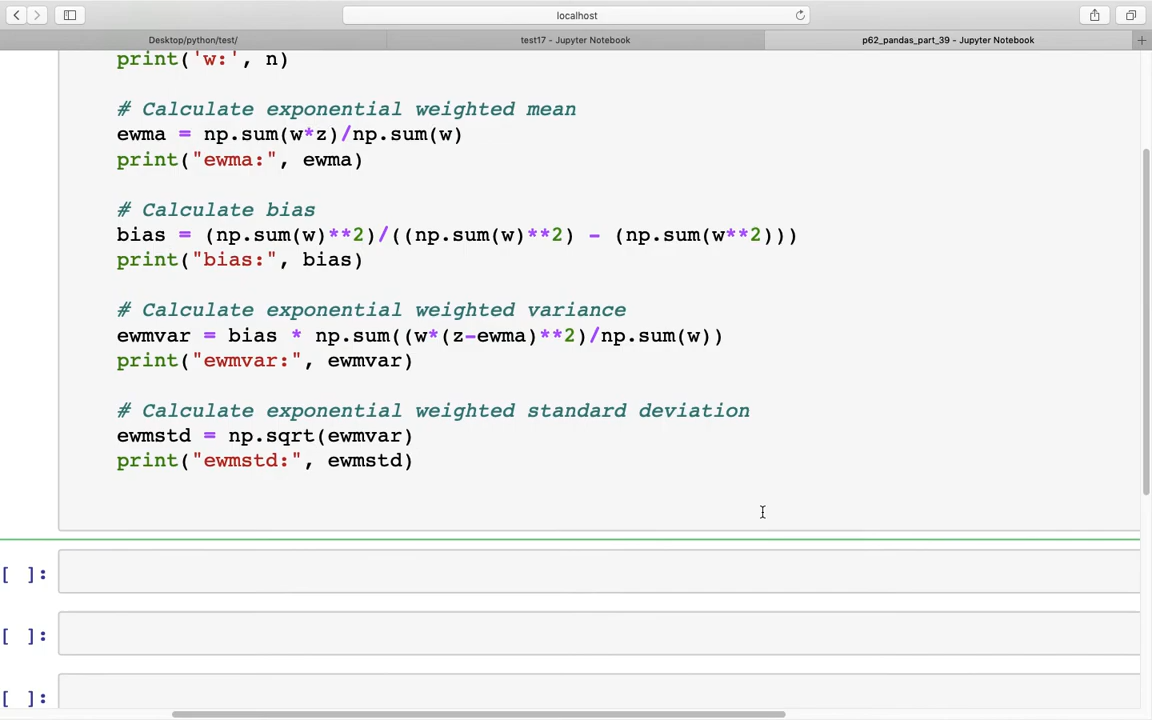 localhost
Desktop/python/test/
test17 - Jupyter Notebook
p62_pandas_part_39 - Jupyter Notebook
print('w:', n)
# Calculate exponential weighted mean
ewma = np.sum(w*z)/np.sum(w)
print("ewma:", ewma)
# Calculate bias
bias = (np.sum(w)**2)/((np.sum(w)**2) - (np.sum(w**2)))
print("bias:", bias)
# Calculate exponential weighted variance
ewmvar = bias * np.sum((w*(z-ewma)**2)/np.sum(w))
print("ewmvar:", ewmvar)
# Calculate exponential weighted standard deviation
ewmstd = np.sqrt(ewmvar)
print("ewmstd:", ewmstd)
[ ]:
[ ]:
[ ]: